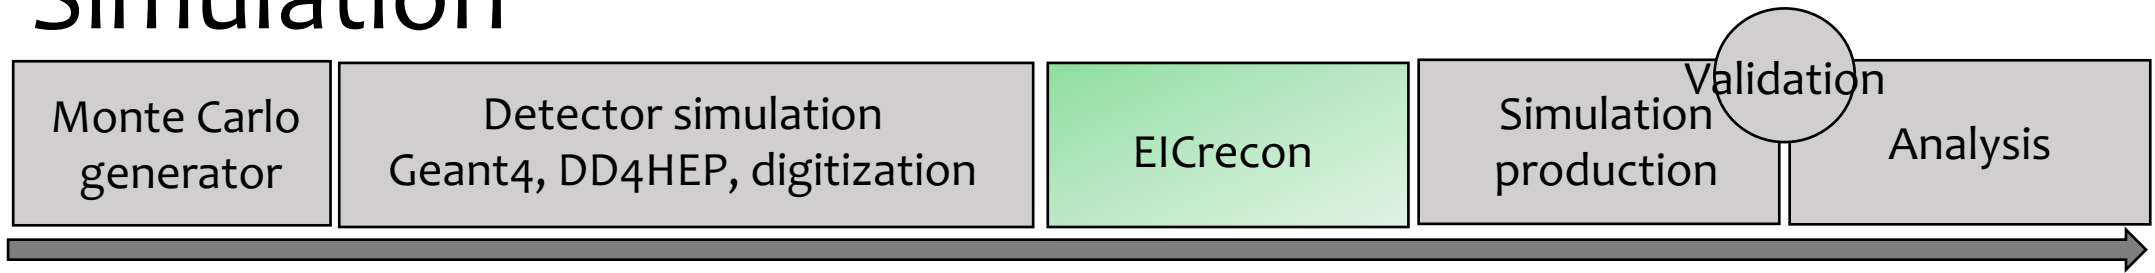 Simulation
Monte Carlo
generator
Detector simulation
Geant4, DD4HEP, digitization
EICrecon
Simulation
production
Validation
Analysis